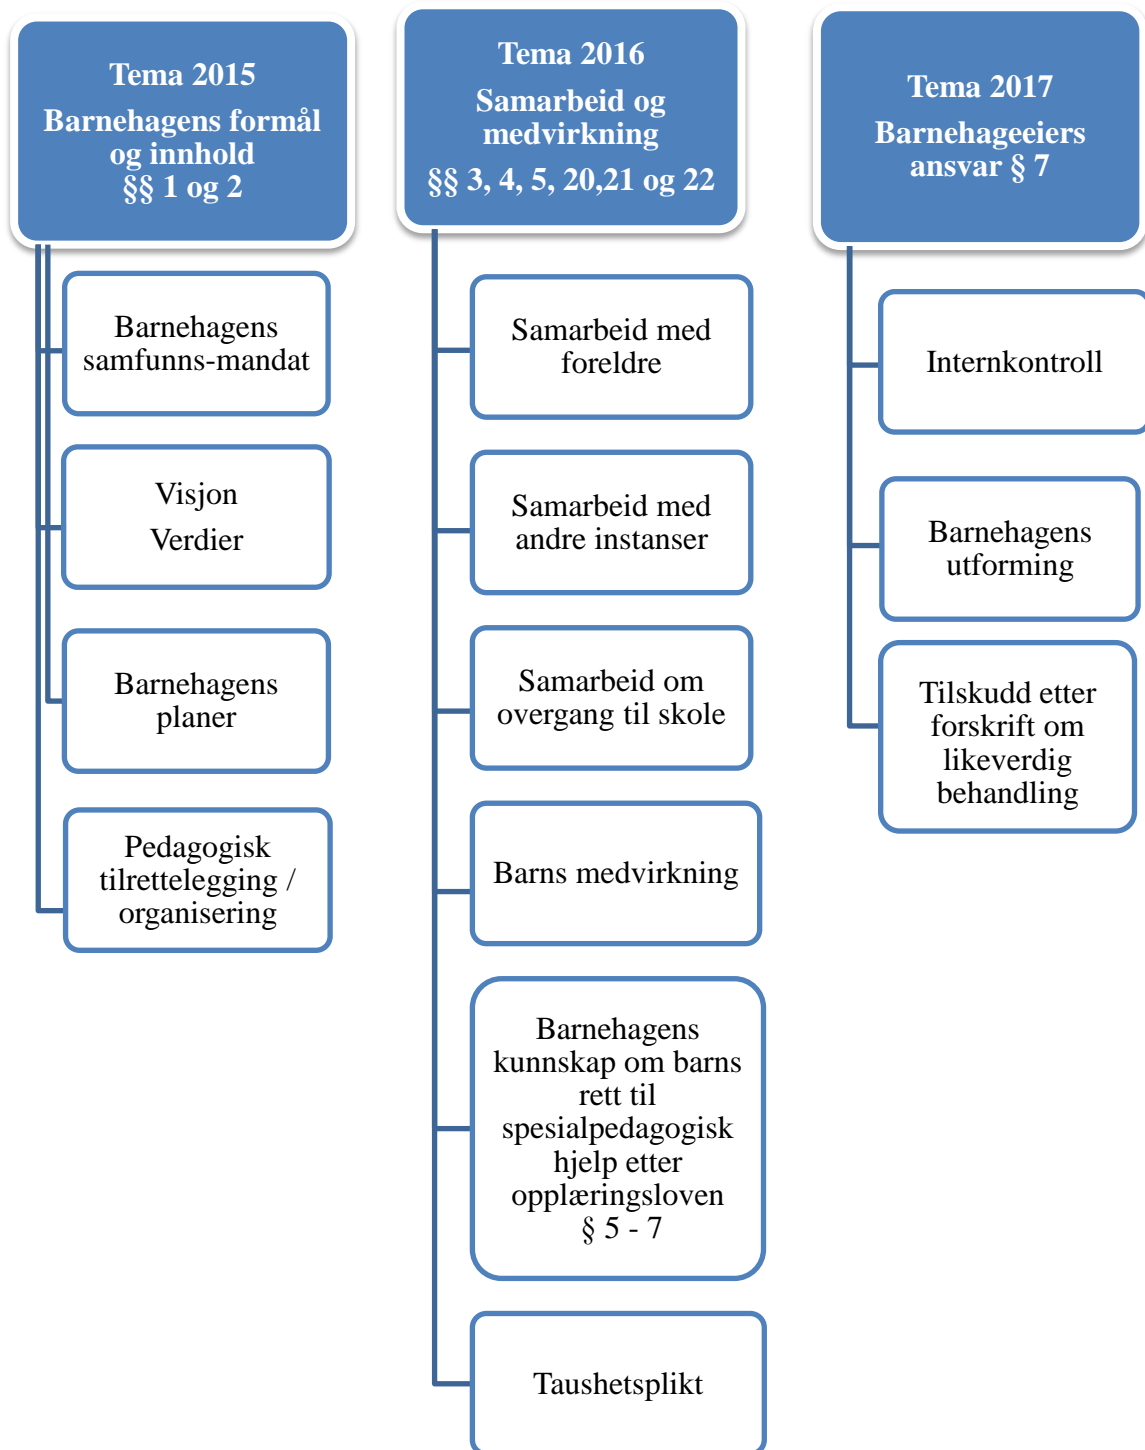 Tema 2015
Barnehagens formål
og innhold
§§ 1 og 2
Barnehagens
samfunns-mandat
Visjon
Verdier
Barnehagens
planer
Pedagogisk
tilrettelegging /
organisering
Tema 2016
Samarbeid og
medvirkning
§§ 3, 4, 5, 20,21 og 22
Samarbeid med
foreldre
Samarbeid med
andre instanser
Samarbeid om
overgang til skole
Barns medvirkning
Barnehagens
kunnskap om barns
rett til
spesialpedagogisk
hjelp etter
opplæringsloven
§ 5 - 7
Taushetsplikt
Tema 2017
Barnehageeiers
ansvar § 7
Internkontroll
Barnehagens
utforming
Tilskudd etter
forskrift om
likeverdig
behandling